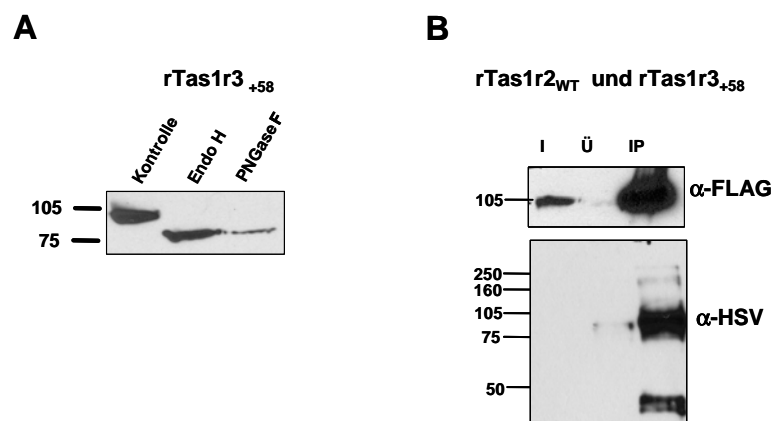 A
rTas1r3 +58
Kontrolle
Endo H
PNGase F
105
75
B
rTas1r2WT und rTas1r3+58
I Ü IP
105
α-FLAG
250
160
105
75
50
α-HSV